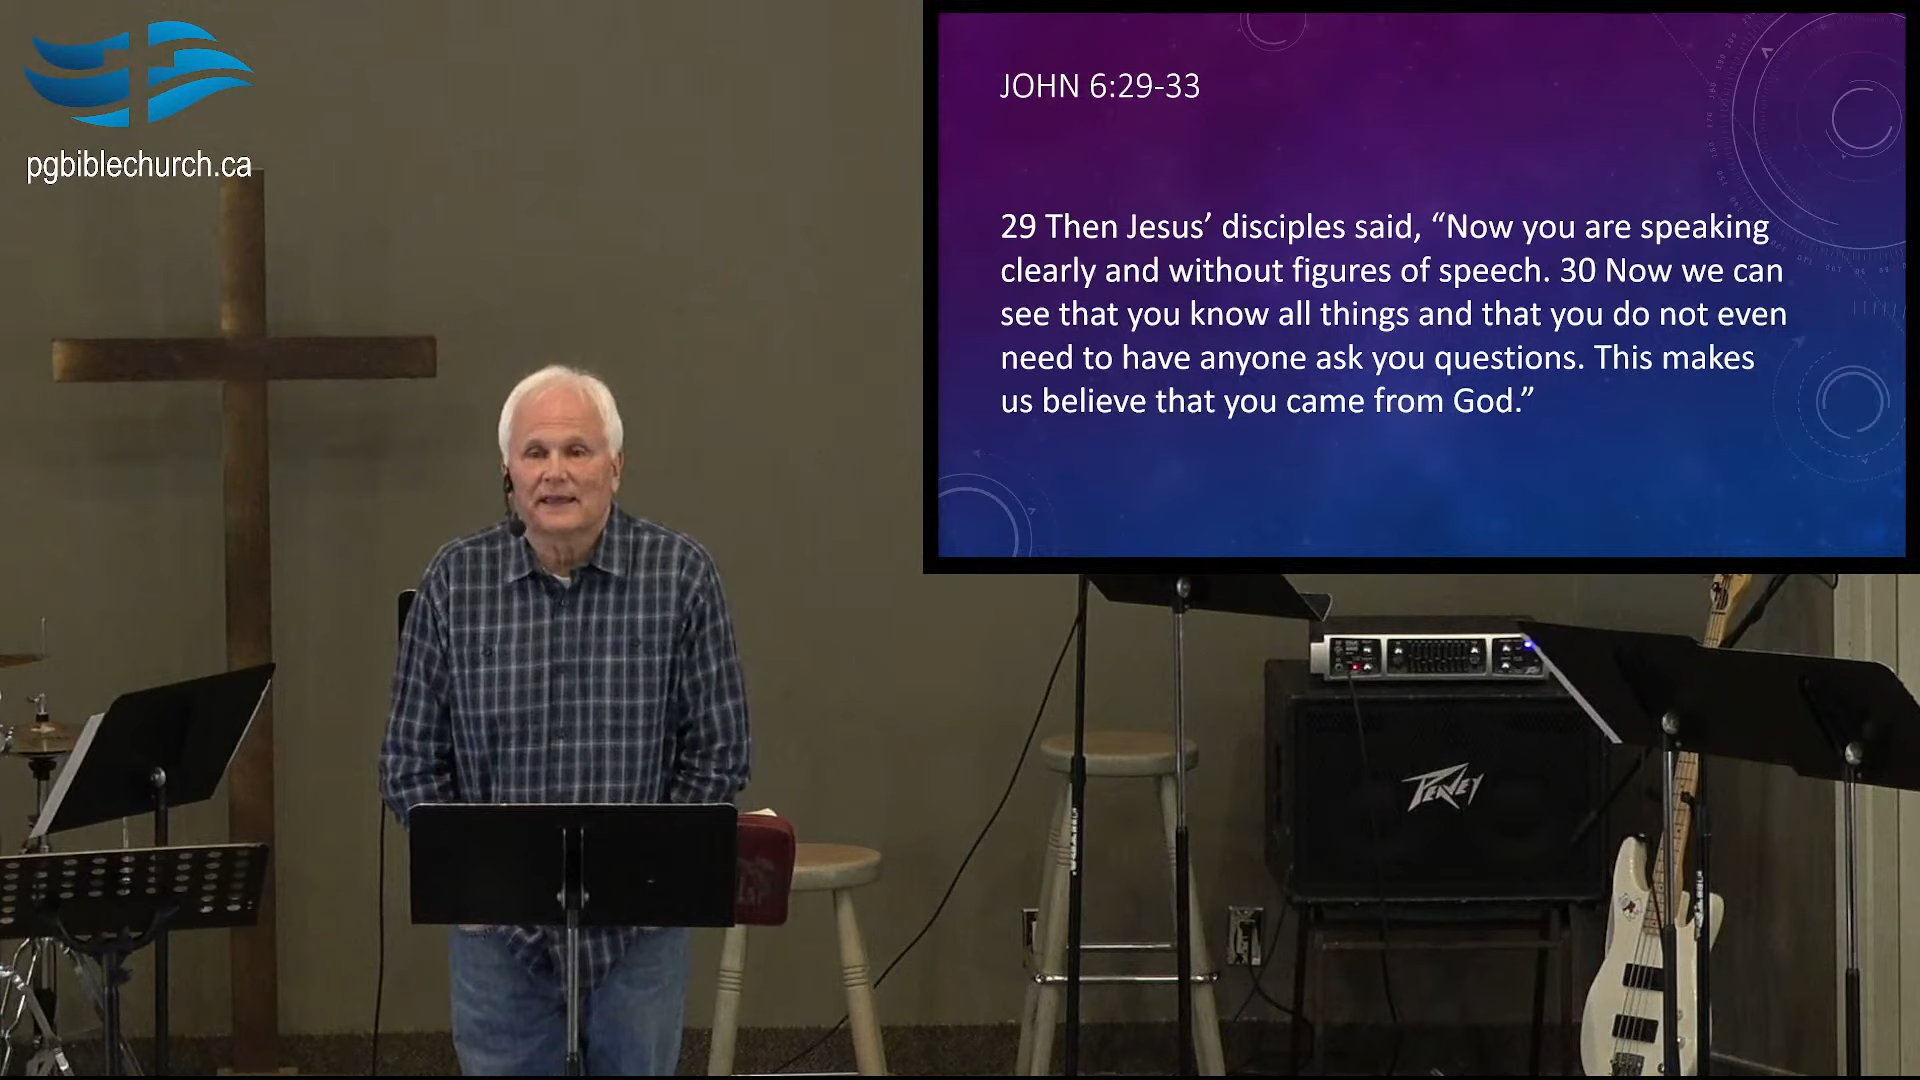 pgbiblechurch.ca
JOHN 6:29-33
29 Then Jesus’ disciples said, “Now you are speaking
clearly and without figures of speech. 30 Now we can
see that you know all things and that you do not even
need to have anyone ask you questions. This makes
us believe that you came from God.”
PEAVEY